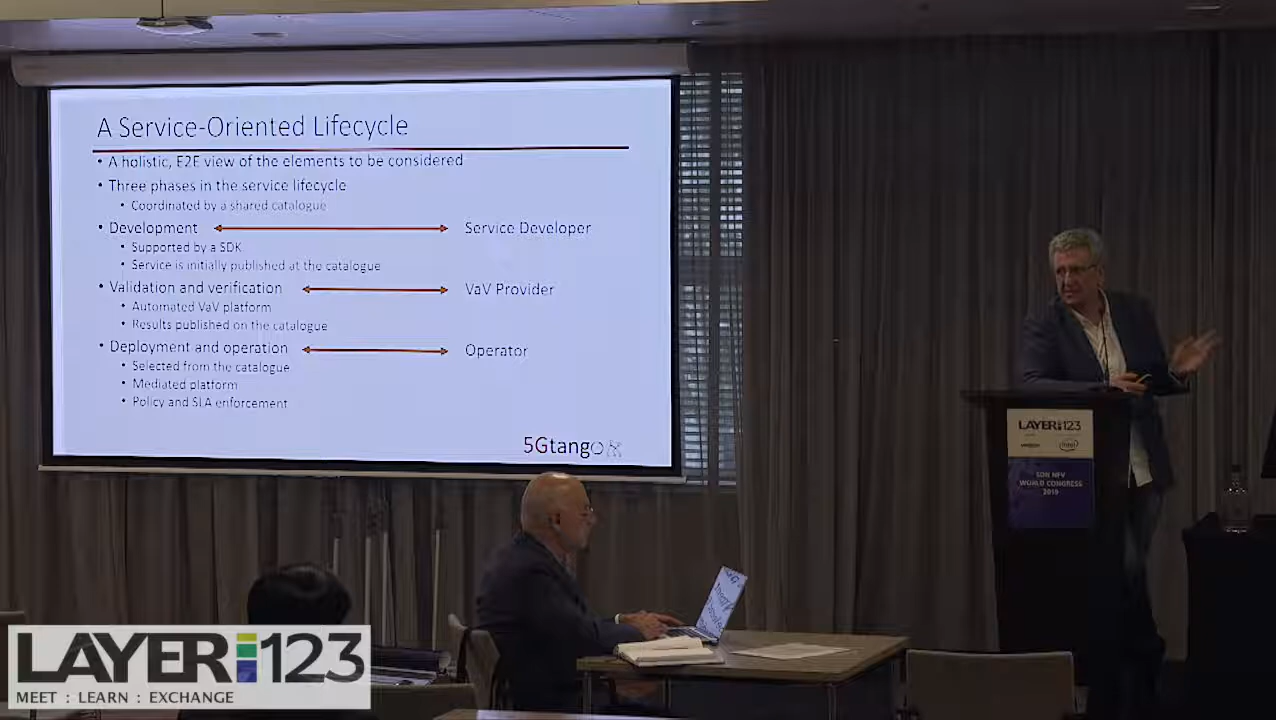 A Service-Oriented Lifecycle
• A holistic, E2E view of the elements to be considered
• Three phases in the service lifecycle
• Coordinated by a shared catalogue
• Development
Service Developer
• Supported by a SDK
• Service is initially published at the catalogue
• Validation and verification
VaV Provider
• Automated VaV platform
• Results published on the catalogue
• Deployment and operation
Operator
• Selected from the catalogue
• Mediated platform
• Policy and SLA enforcement
5Gtango
LAYER123
intel
SDN NFV
WORLD CONGRESS
2019
LAYER123
MEET : LEARN : EXCHANGE